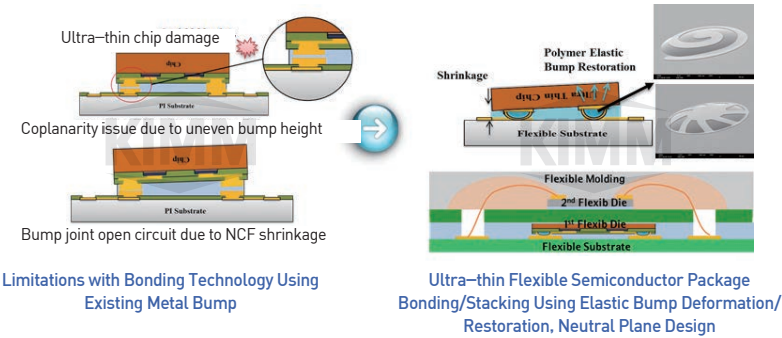 Ultra-thin chip damage
Chip
PI Substrate
Coplanarity issue due to uneven bump height
Chip
PI Substrate
Bump joint open circuit due to NCF shrinkage
Limitations with Bonding Technology Using
Existing Metal Bump
KIMM
Polymer Elastic
Bump Restoration
Shrinkage
Ultra Thin Chip
Flexible Substrate
KIMM
Flexible Molding
2nd Flexib Die
1st Flexib Die
Flexible Substrate
Ultra-thin Flexible Semiconductor Package
Bonding/Stacking Using Elastic Bump Deformation/
Restoration, Neutral Plane Design